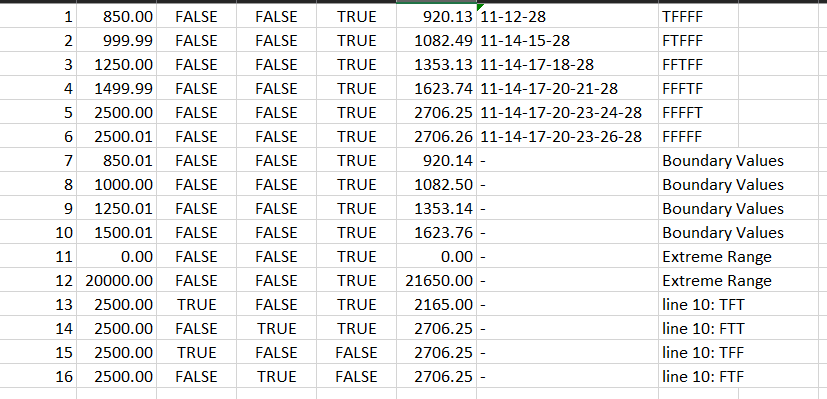 1 850.00 FALSE FALSE TRUE 920.13 11-12-28 TFFFF
2 999.99 FALSE FALSE TRUE 1082.49 11-14-15-28 FTFFF
3 1250.00 FALSE FALSE TRUE 1353.13 11-14-17-18-28 FFTFF
4 1499.99 FALSE FALSE TRUE 1623.74 11-14-17-20-21-28 FFFTF
5 2500.00 FALSE FALSE TRUE 2706.25 11-14-17-20-23-24-28 FFFFT
6 2500.01 FALSE FALSE TRUE 2706.26 11-14-17-20-23-26-28 FFFFF
7 850.01 FALSE FALSE TRUE 920.14 - Boundary Values
8 1000.00 FALSE FALSE TRUE 1082.50 - Boundary Values
9 1250.01 FALSE FALSE TRUE 1353.14 - Boundary Values
10 1500.01 FALSE FALSE TRUE 1623.76 - Boundary Values
11 0.00 FALSE FALSE TRUE 0.00 - Extreme Range
12 20000.00 FALSE FALSE TRUE 21650.00 - Extreme Range
13 2500.00 TRUE FALSE TRUE 2165.00 - line 10: TFT
14 2500.00 FALSE TRUE TRUE 2706.25 - line 10: FTT
15 2500.00 TRUE FALSE FALSE 2706.25 - line 10: TFF
16 2500.00 FALSE TRUE FALSE 2706.25 - line 10: FTF